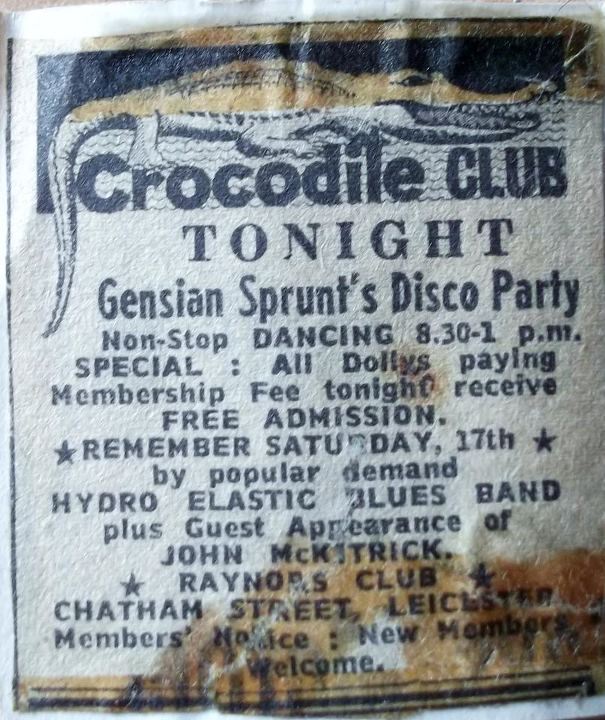 Crocodile CLUB
TONIGHT
Gensian Sprunt's Disco Party
Non-Stop DANCING 8.30-1 p.m.
SPECIAL : All Dollys paying
Membership Fee tonight receive
FREE ADMISSION.
★ REMEMBER SATURDAY, 17th ★
by popular demand
HYDRO ELASTIC BLUES BAND
plus Guest Appearance of
JOHN McKITRICK.
★ RAYNORS CLUB ★
CHATHAM STREET, LEICESTER.
Members' Notice : New Members
welcome.